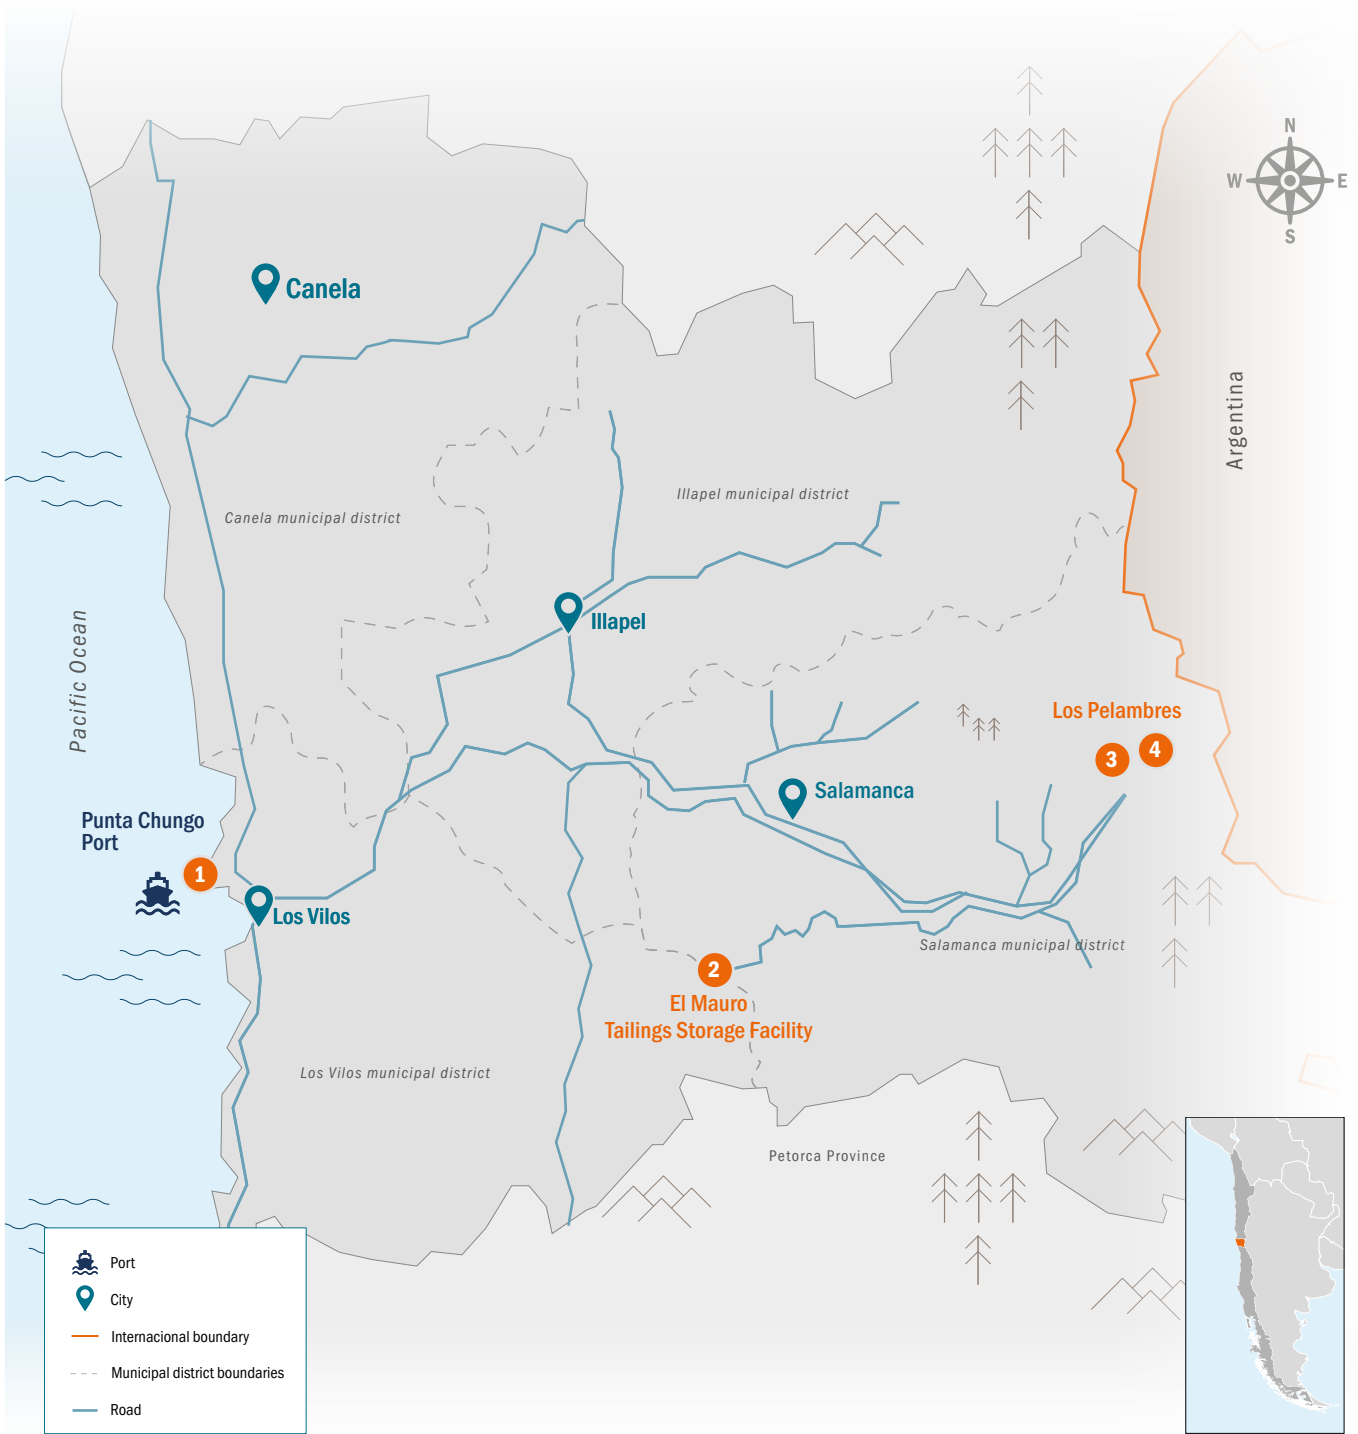 N
W
E
S
Canela
Argentina
Illapel municipal district
Canela municipal district
Illapel
Pacific Ocean
Los Pelambres
3
4
Salamanca
Punta Chungo
Port
1
Los Vilos
Salamanca municipal district
2
El Mauro
Tailings Storage Facility
Los Vilos municipal district
Petorca Province
Port
City
Internacional boundary
Municipal district boundaries
Road